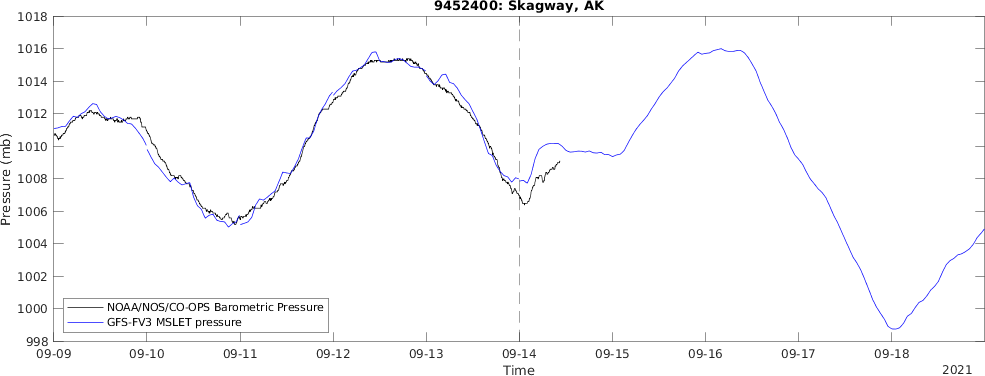 9452400: Skagway, AK
1018
1016
1014
1012
1010
1008
1006
1004
1002
1000
998
Pressure (mb)
NOAA/NOS/CO-OPS Barometric Pressure
GFS-FV3 MSLET pressure
09-09 09-10 09-11 09-12 09-13 09-14 09-15 09-16 09-17 09-18
Time
2021